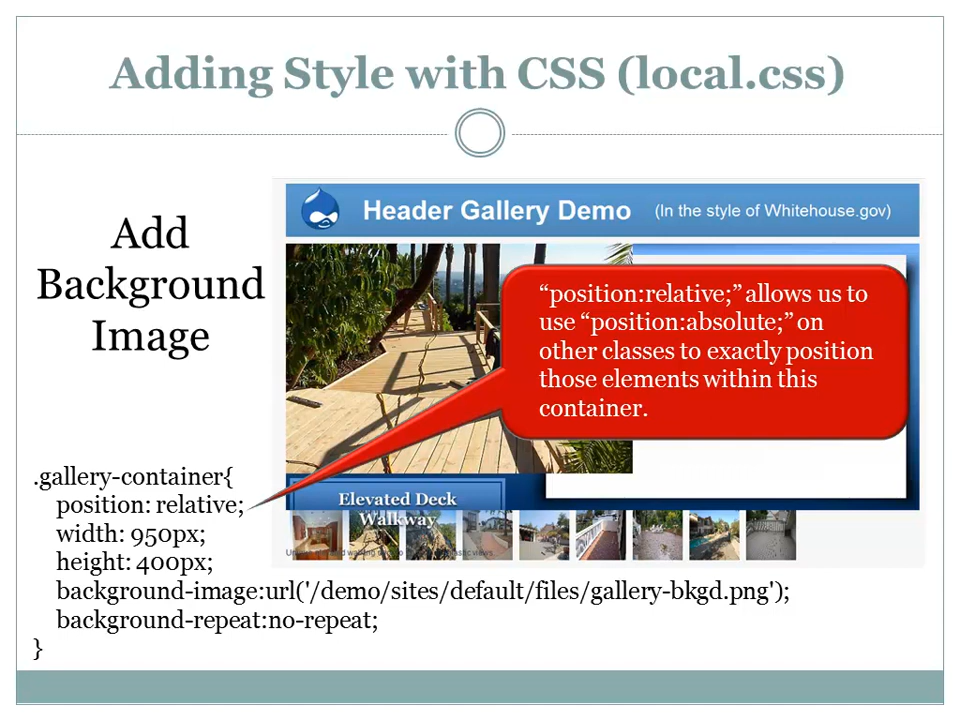 Adding Style with CSS (local.css)
Add
Background
Image
Header Gallery Demo (In the style of Whitehouse.gov)
“position:relative;” allows us to
use “position:absolute;” on
other classes to exactly position
those elements within this
container.
Elevated Deck
Walkway
.gallery-container{
position: relative;
width: 950px;
height: 400px;
background-image:url('/demo/sites/default/files/gallery-bkgd.png');
background-repeat:no-repeat;
}